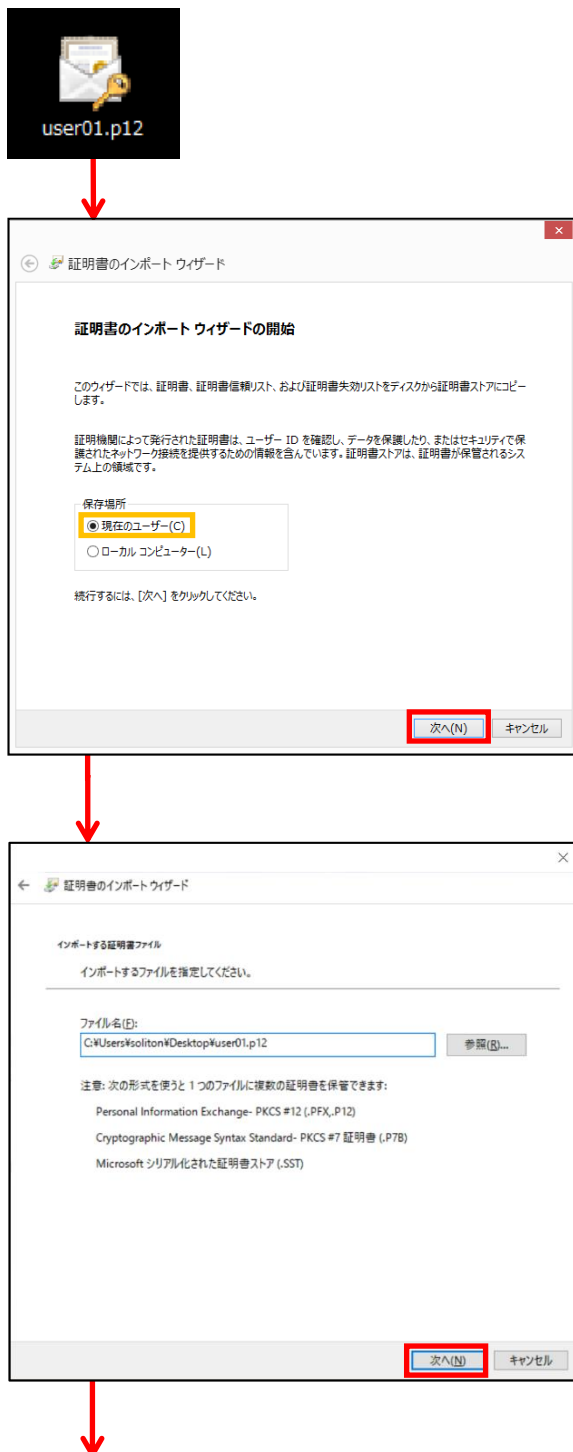 user01.p12
証明書のインポート ウィザード
証明書のインポート ウィザードの開始
このウィザードでは、証明書、証明書信頼リスト、および証明書失効リストをディスクから証明書ストアにコピー
します。
証明機関によって発行された証明書は、ユーザー ID を確認し、データを保護したり、またはセキュリティで保
護されたネットワーク接続を提供するための情報を含んでいます。証明書ストアは、証明書が保管されるシス
テム上の領域です。
保存場所
現在のユーザー(C)
ローカル コンピューター(L)
続行するには、[次へ] をクリックしてください。
次へ(N) キャンセル
証明書のインポート ウィザード
インポートする証明書ファイル
インポートするファイルを指定してください。
ファイル名(F):
C:¥Users¥soliton¥Desktop¥user01.p12 参照(R)...
注意: 次の形式を使うと 1 つのファイルに複数の証明書を保管できます:
Personal Information Exchange- PKCS #12 (.PFX,.P12)
Cryptographic Message Syntax Standard- PKCS #7 証明書 (.P7B)
Microsoft シリアル化された証明書ストア (.SST)
次へ(N) キャンセル